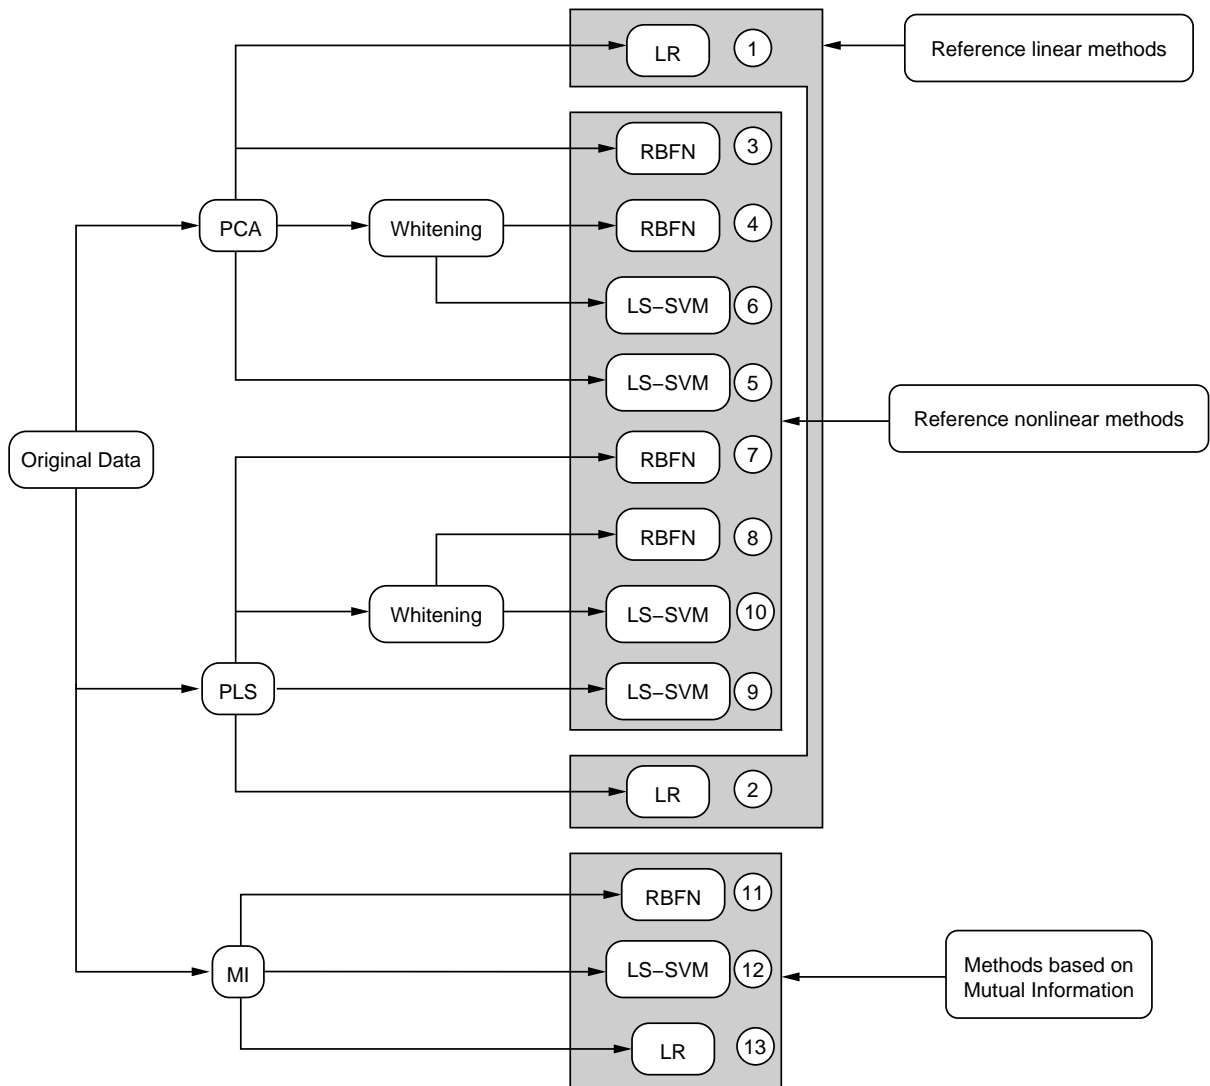 LR
1
Reference linear methods
RBFN
3
PCA
Whitening
RBFN
4
LS−SVM
6
LS−SVM
5
Reference nonlinear methods
Original Data
RBFN
7
RBFN
8
Whitening
LS−SVM
10
PLS
LS−SVM
9
LR
2
RBFN
11
MI
LS−SVM
12
Methods based on
Mutual Information
LR
13